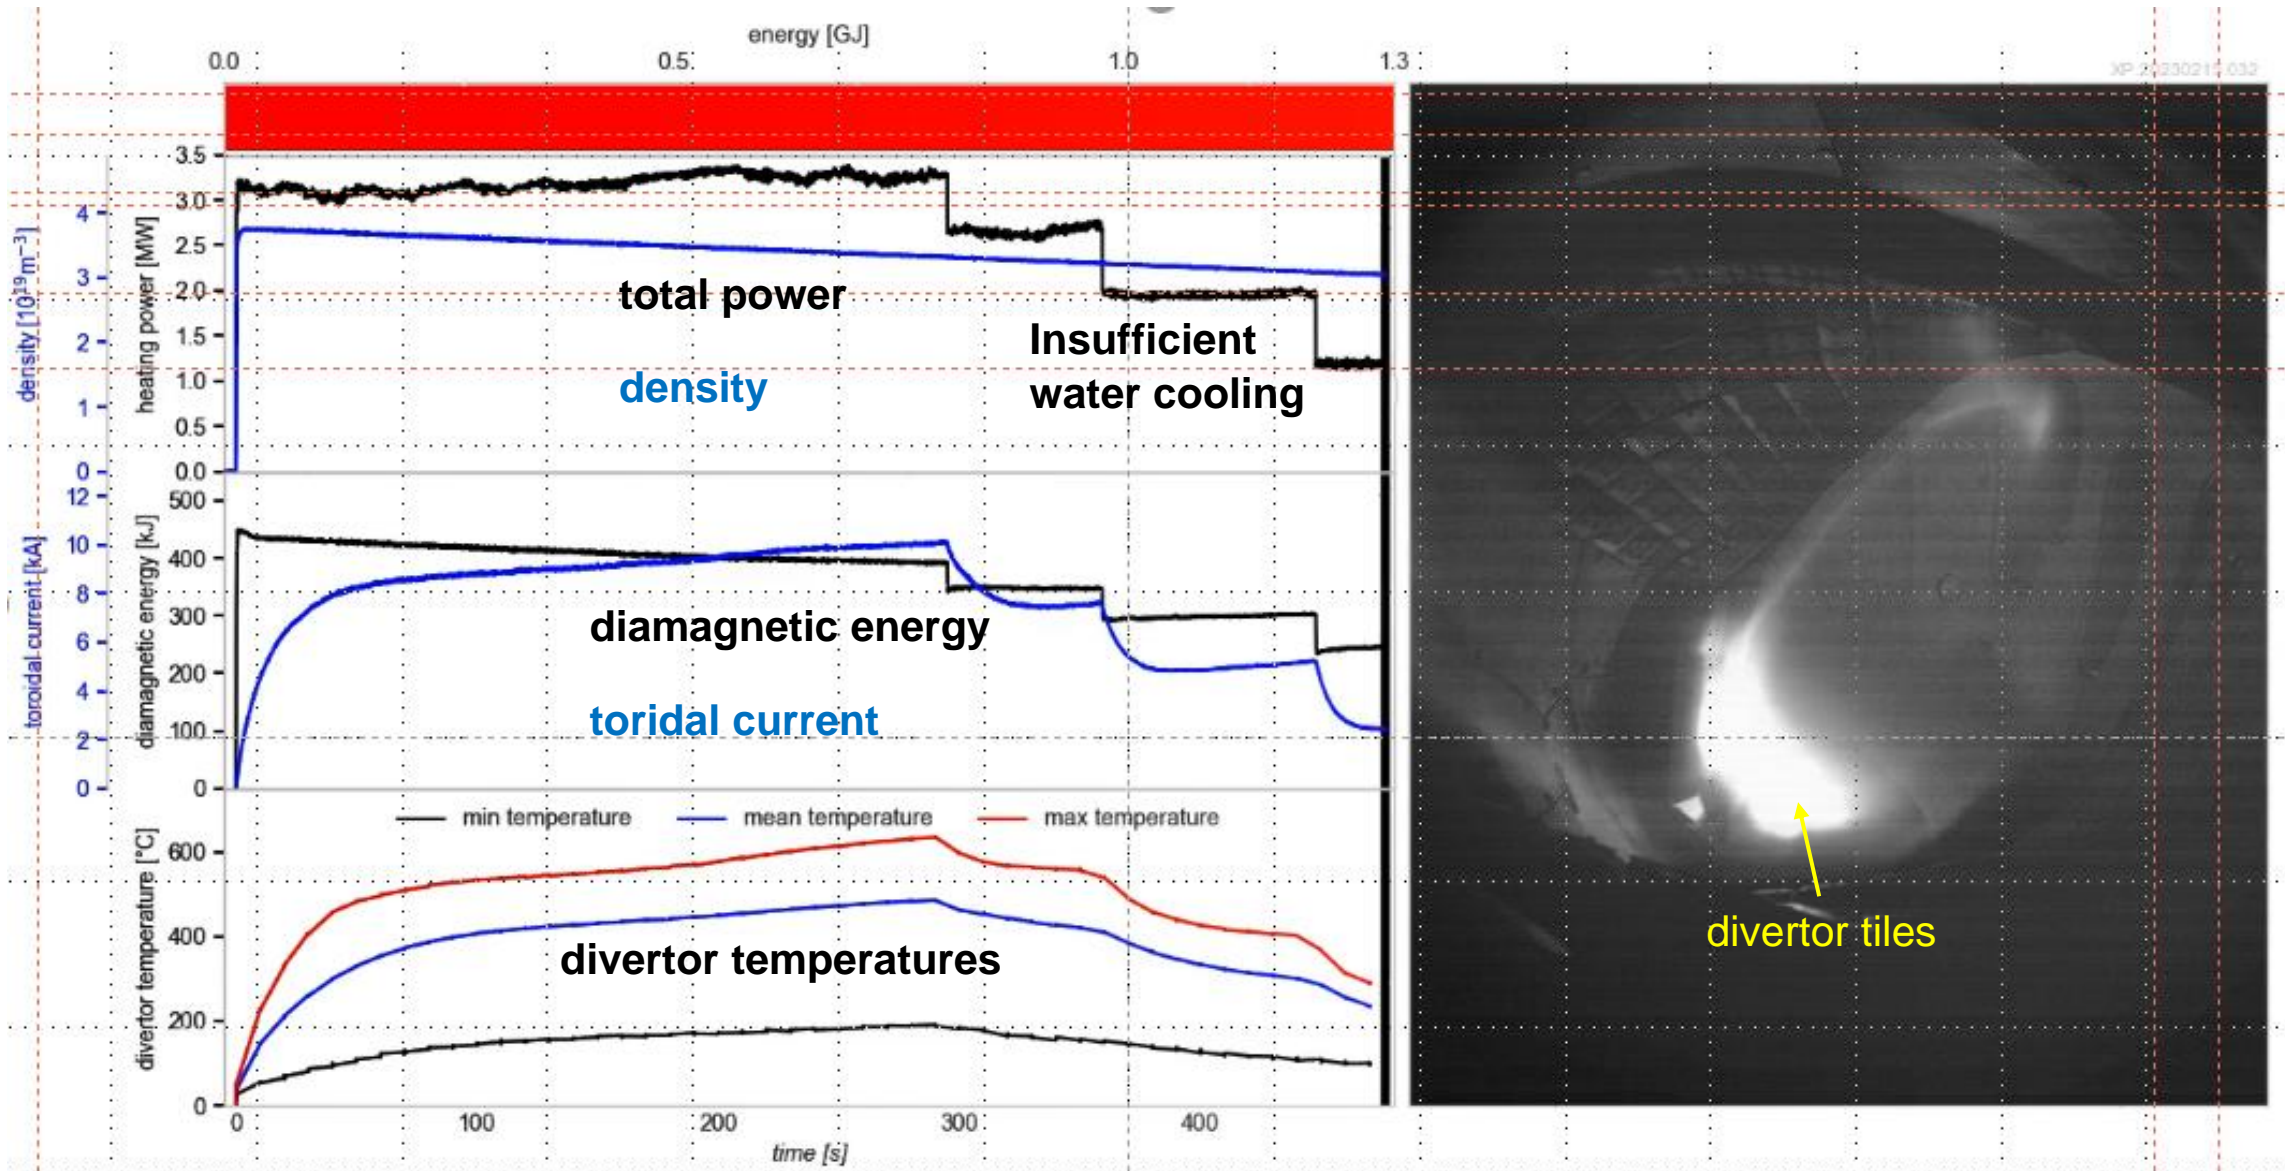 energy [GJ]
0.0 0.5 1.0 1.3
XP.20230215.032
3.5
3.0
2.5
2.0
1.5
1.0
0.5
0.0
heating power [MW]
4
3
2
1
0
density [10¹⁹m⁻³]
total power
density
Insufficient
water cooling
12
10
8
6
4
2
0
toroidal current [kA]
500
400
300
200
100
0
diamagnetic energy [kJ]
diamagnetic energy
toridal current
min temperature mean temperature max temperature
600
400
200
0
divertor temperature [°C]
divertor temperatures
0 100 200 300 400
time [s]
divertor tiles